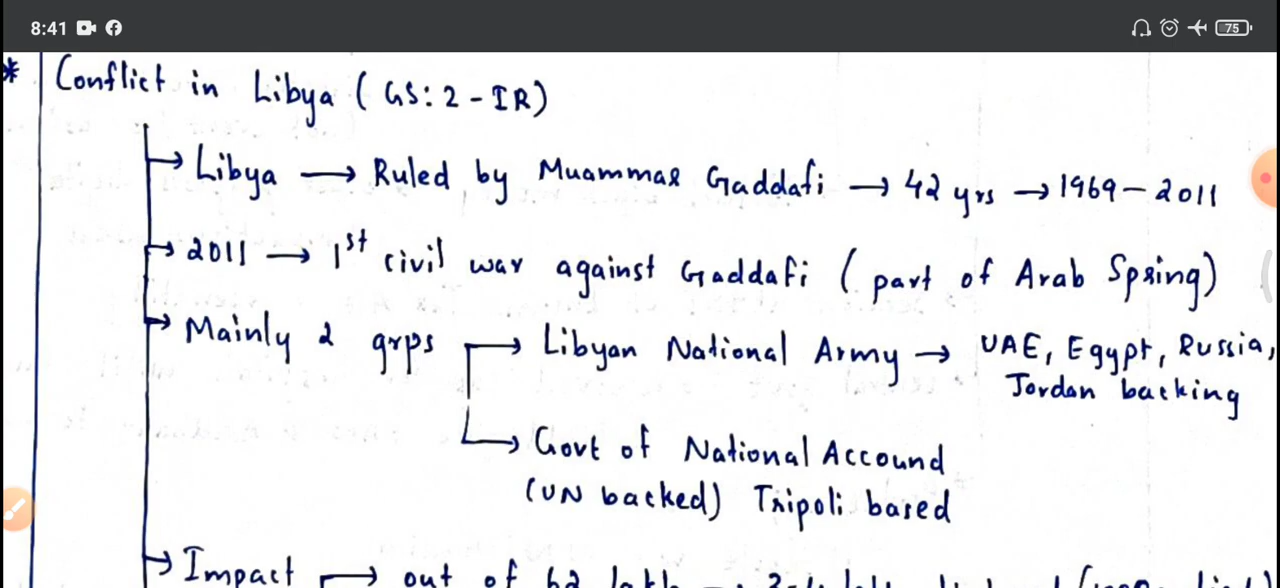 8:41
75
* Conflict in Libya (GS: 2 - IR)
→ Libya → Ruled by Muammar Gaddafi → 42 yrs → 1969 - 2011
→ 2011 → 1st civil war against Gaddafi (part of Arab Spring)
→ Mainly 2 grps → Libyan National Army → UAE, Egypt, Russia,
Jordan backing
→ Govt of National Accound
(UN backed) Tripoli based
→ Impact → out of 62 lakh →